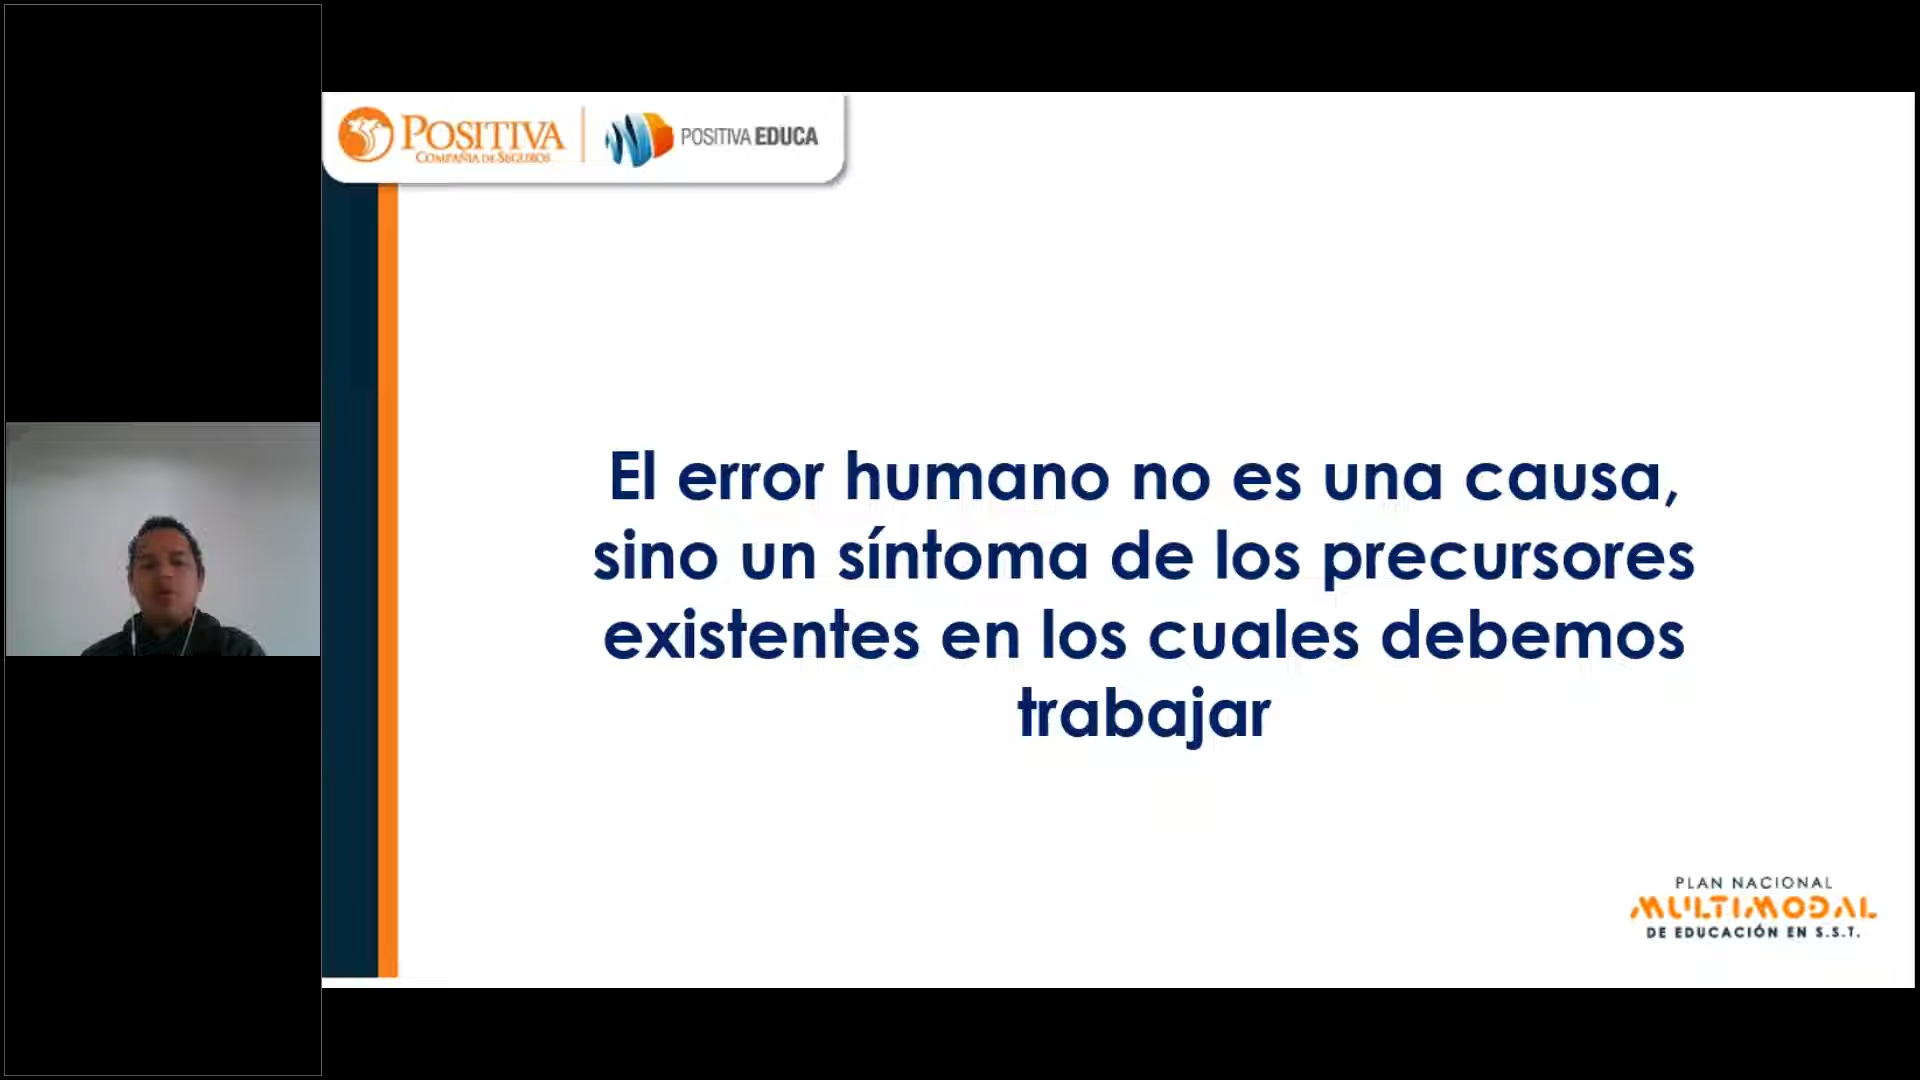 POSITIVA
COMPAÑIA DE SEGUROS
POSITIVA EDUCA
El error humano no es una causa,
sino un síntoma de los precursores
existentes en los cuales debemos
trabajar
PLAN NACIONAL
MULTIMODAL
DE EDUCACIÓN EN S.S.T.